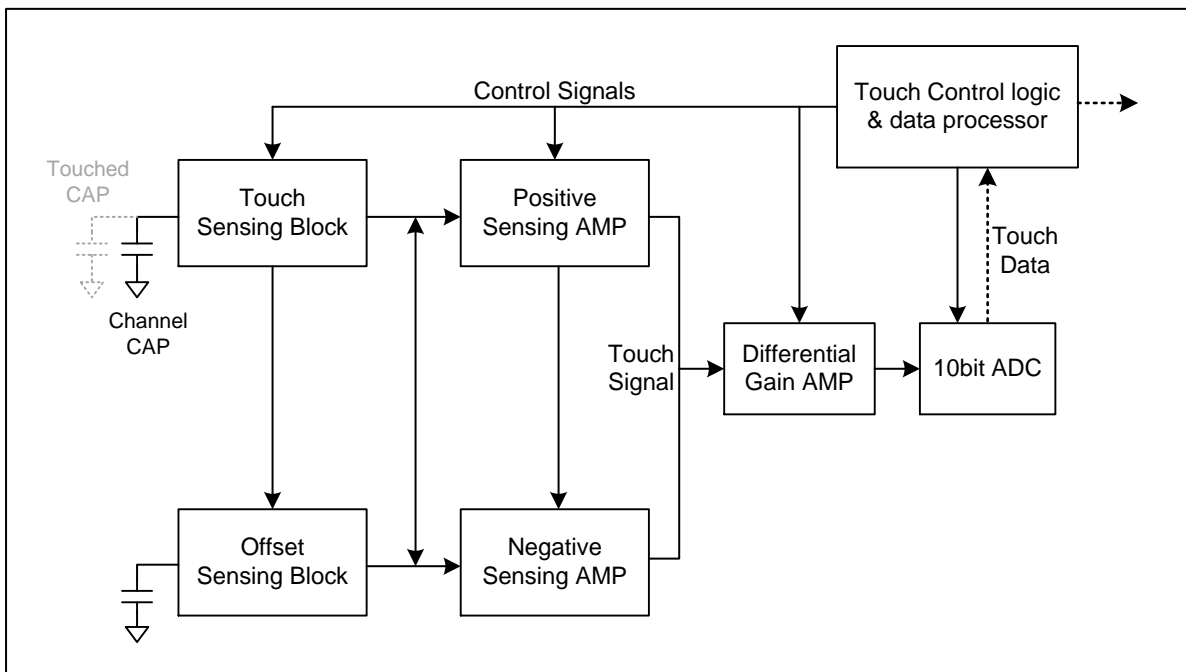 Control Signals
Touch Control logic
& data processor
Touched
CAP
Touch
Sensing Block
Positive
Sensing AMP
Touch
Data
Channel
CAP
Touch
Signal
Differential
Gain AMP
10bit ADC
Offset
Sensing Block
Negative
Sensing AMP